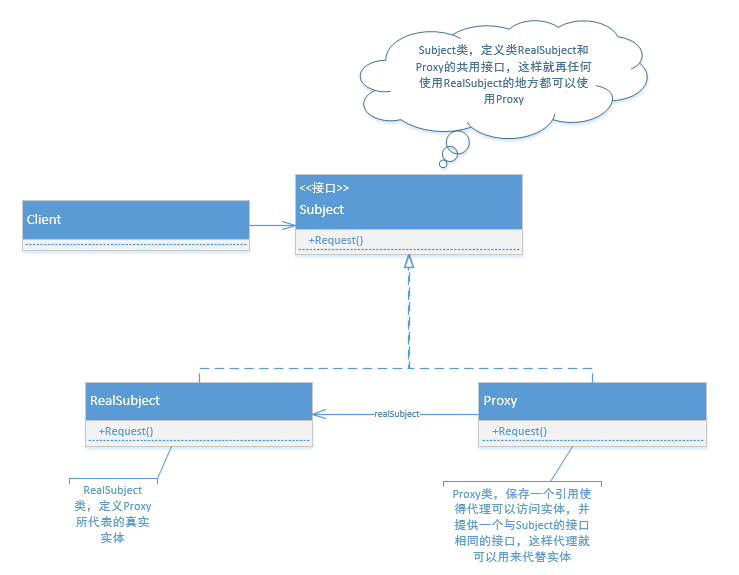 Subject类，定义类RealSubject和
Proxy的共用接口，这样就再任何
使用RealSubject的地方都可以使
用Proxy
<<接口>>
Subject
+Request()
Client
RealSubject
+Request()
realSubject
Proxy
+Request()
RealSubject
类，定义Proxy
所代表的真实
实体
Proxy类，保存一个引用使
得代理可以访问实体，并
提供一个与Subject的接口
相同的接口，这样代理就
可以用来代替实体